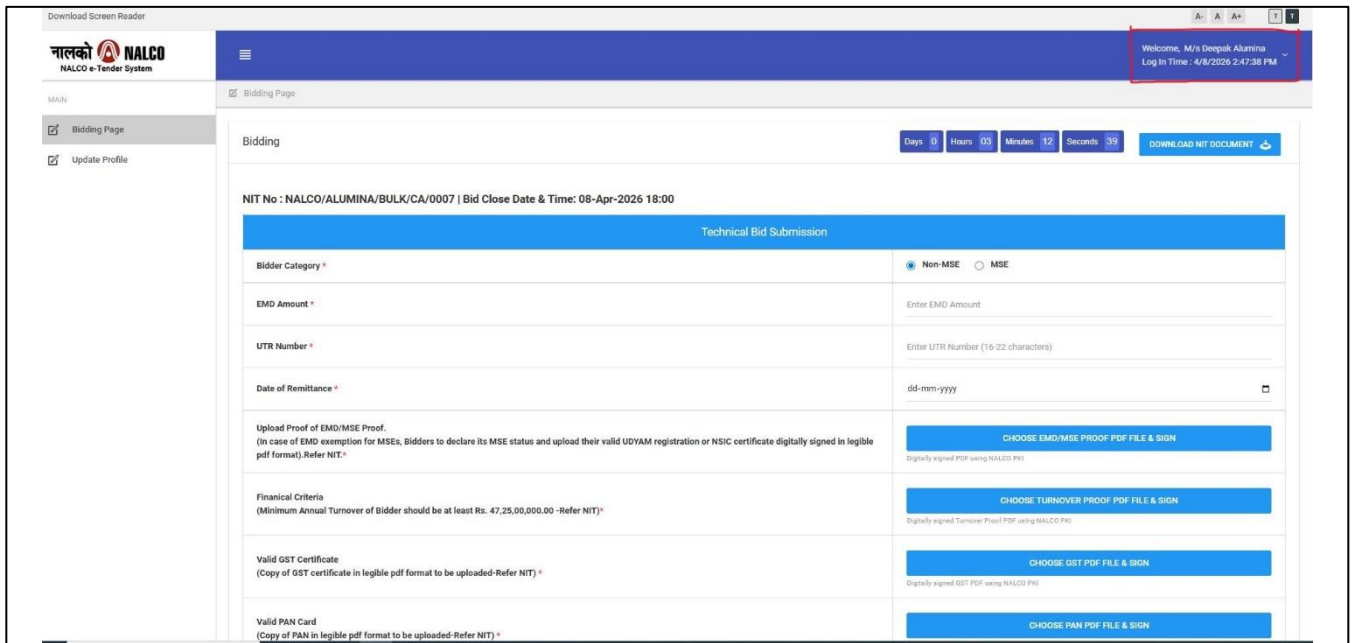 Download Screen Reader
A- A A+ T T
नालको NALCO
NALCO e-Tender System
Welcome, M/s Deepak Alumina
Log In Time : 4/8/2026 2:47:38 PM
MAIN
Bidding Page
Bidding Page
Update Profile
Bidding
Days 0 Hours 03 Minutes 12 Seconds 39
DOWNLOAD NIT DOCUMENT
NIT No : NALCO/ALUMINA/BULK/CA/0007 | Bid Close Date & Time: 08-Apr-2026 18:00
Technical Bid Submission
Bidder Category *
Non-MSE MSE
EMD Amount *
Enter EMD Amount
UTR Number *
Enter UTR Number (16-22 characters)
Date of Remittance *
dd-mm-yyyy
Upload Proof of EMD/MSE Proof.
(In case of EMD exemption for MSEs, Bidders to declare its MSE status and upload their valid UDYAM registration or NSIC certificate digitally signed in legible
pdf format).Refer NIT.*
CHOOSE EMD/MSE PROOF PDF FILE & SIGN
Digitally signed PDF using NALCO PKI
Finanical Criteria
(Minimum Annual Turnover of Bidder should be at least Rs. 47,25,00,000.00 -Refer NIT)*
CHOOSE TURNOVER PROOF PDF FILE & SIGN
Digitally signed Turnover Proof PDF using NALCO PKI
Valid GST Certificate
(Copy of GST certificate in legible pdf format to be uploaded-Refer NIT) *
CHOOSE GST PDF FILE & SIGN
Digitally signed GST PDF using NALCO PKI
Valid PAN Card
(Copy of PAN in legible pdf format to be uploaded-Refer NIT) *
CHOOSE PAN PDF FILE & SIGN